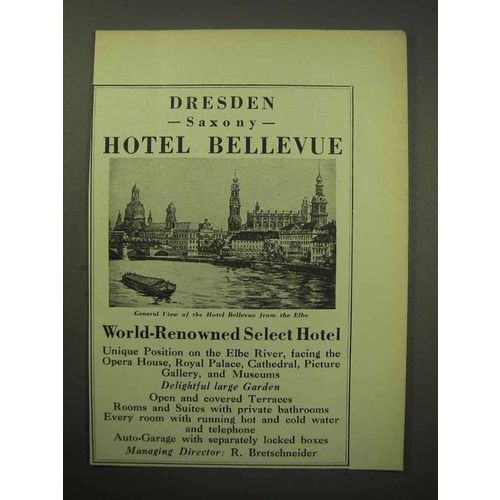 DRESDEN
—Saxony—
HOTEL BELLEVUE
General View of the Hotel Bellevue from the Elbe
World-Renowned Select Hotel
Unique Position on the Elbe River, facing the
Opera House, Royal Palace, Cathedral, Picture
Gallery, and Museums
Delightful large Garden
Open and covered Terraces
Rooms and Suites with private bathrooms
Every room with running hot and cold water
and telephone
Auto-Garage with separately locked boxes
Managing Director: R. Bretschneider